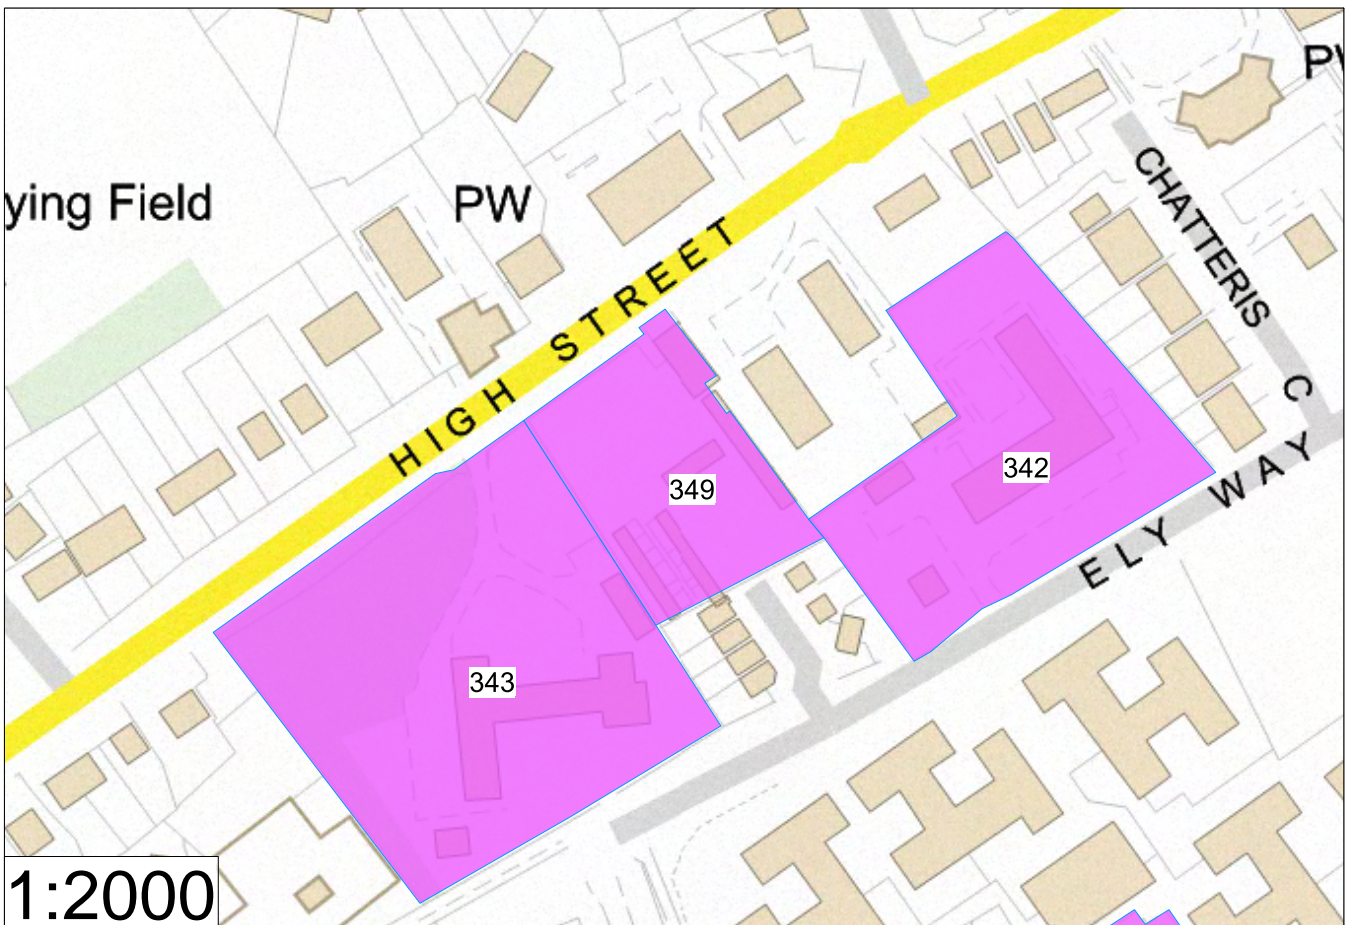 PW
ying Field
PW
HIGH STREET
CHATTERIS C
349
342
ELY WAY
343
1:2000